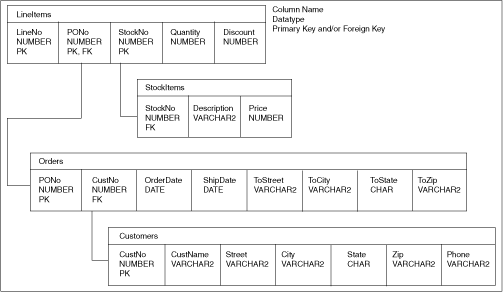 LineItems
Column Name
Datatype
Primary Key and/or Foreign Key
LineNo PONo StockNo Quantity Discount
NUMBER NUMBER NUMBER NUMBER NUMBER
PK PK, FK PK
StockItems
StockNo Description Price
NUMBER VARCHAR2 NUMBER
FK
Orders
PONo CustNo OrderDate ShipDate ToStreet ToCity ToState ToZip
NUMBER NUMBER DATE DATE VARCHAR2 VARCHAR2 CHAR VARCHAR2
PK FK
Customers
CustNo CustName Street City State Zip Phone
NUMBER VARCHAR2 VARCHAR2 VARCHAR2 CHAR VARCHAR2 VARCHAR2
PK